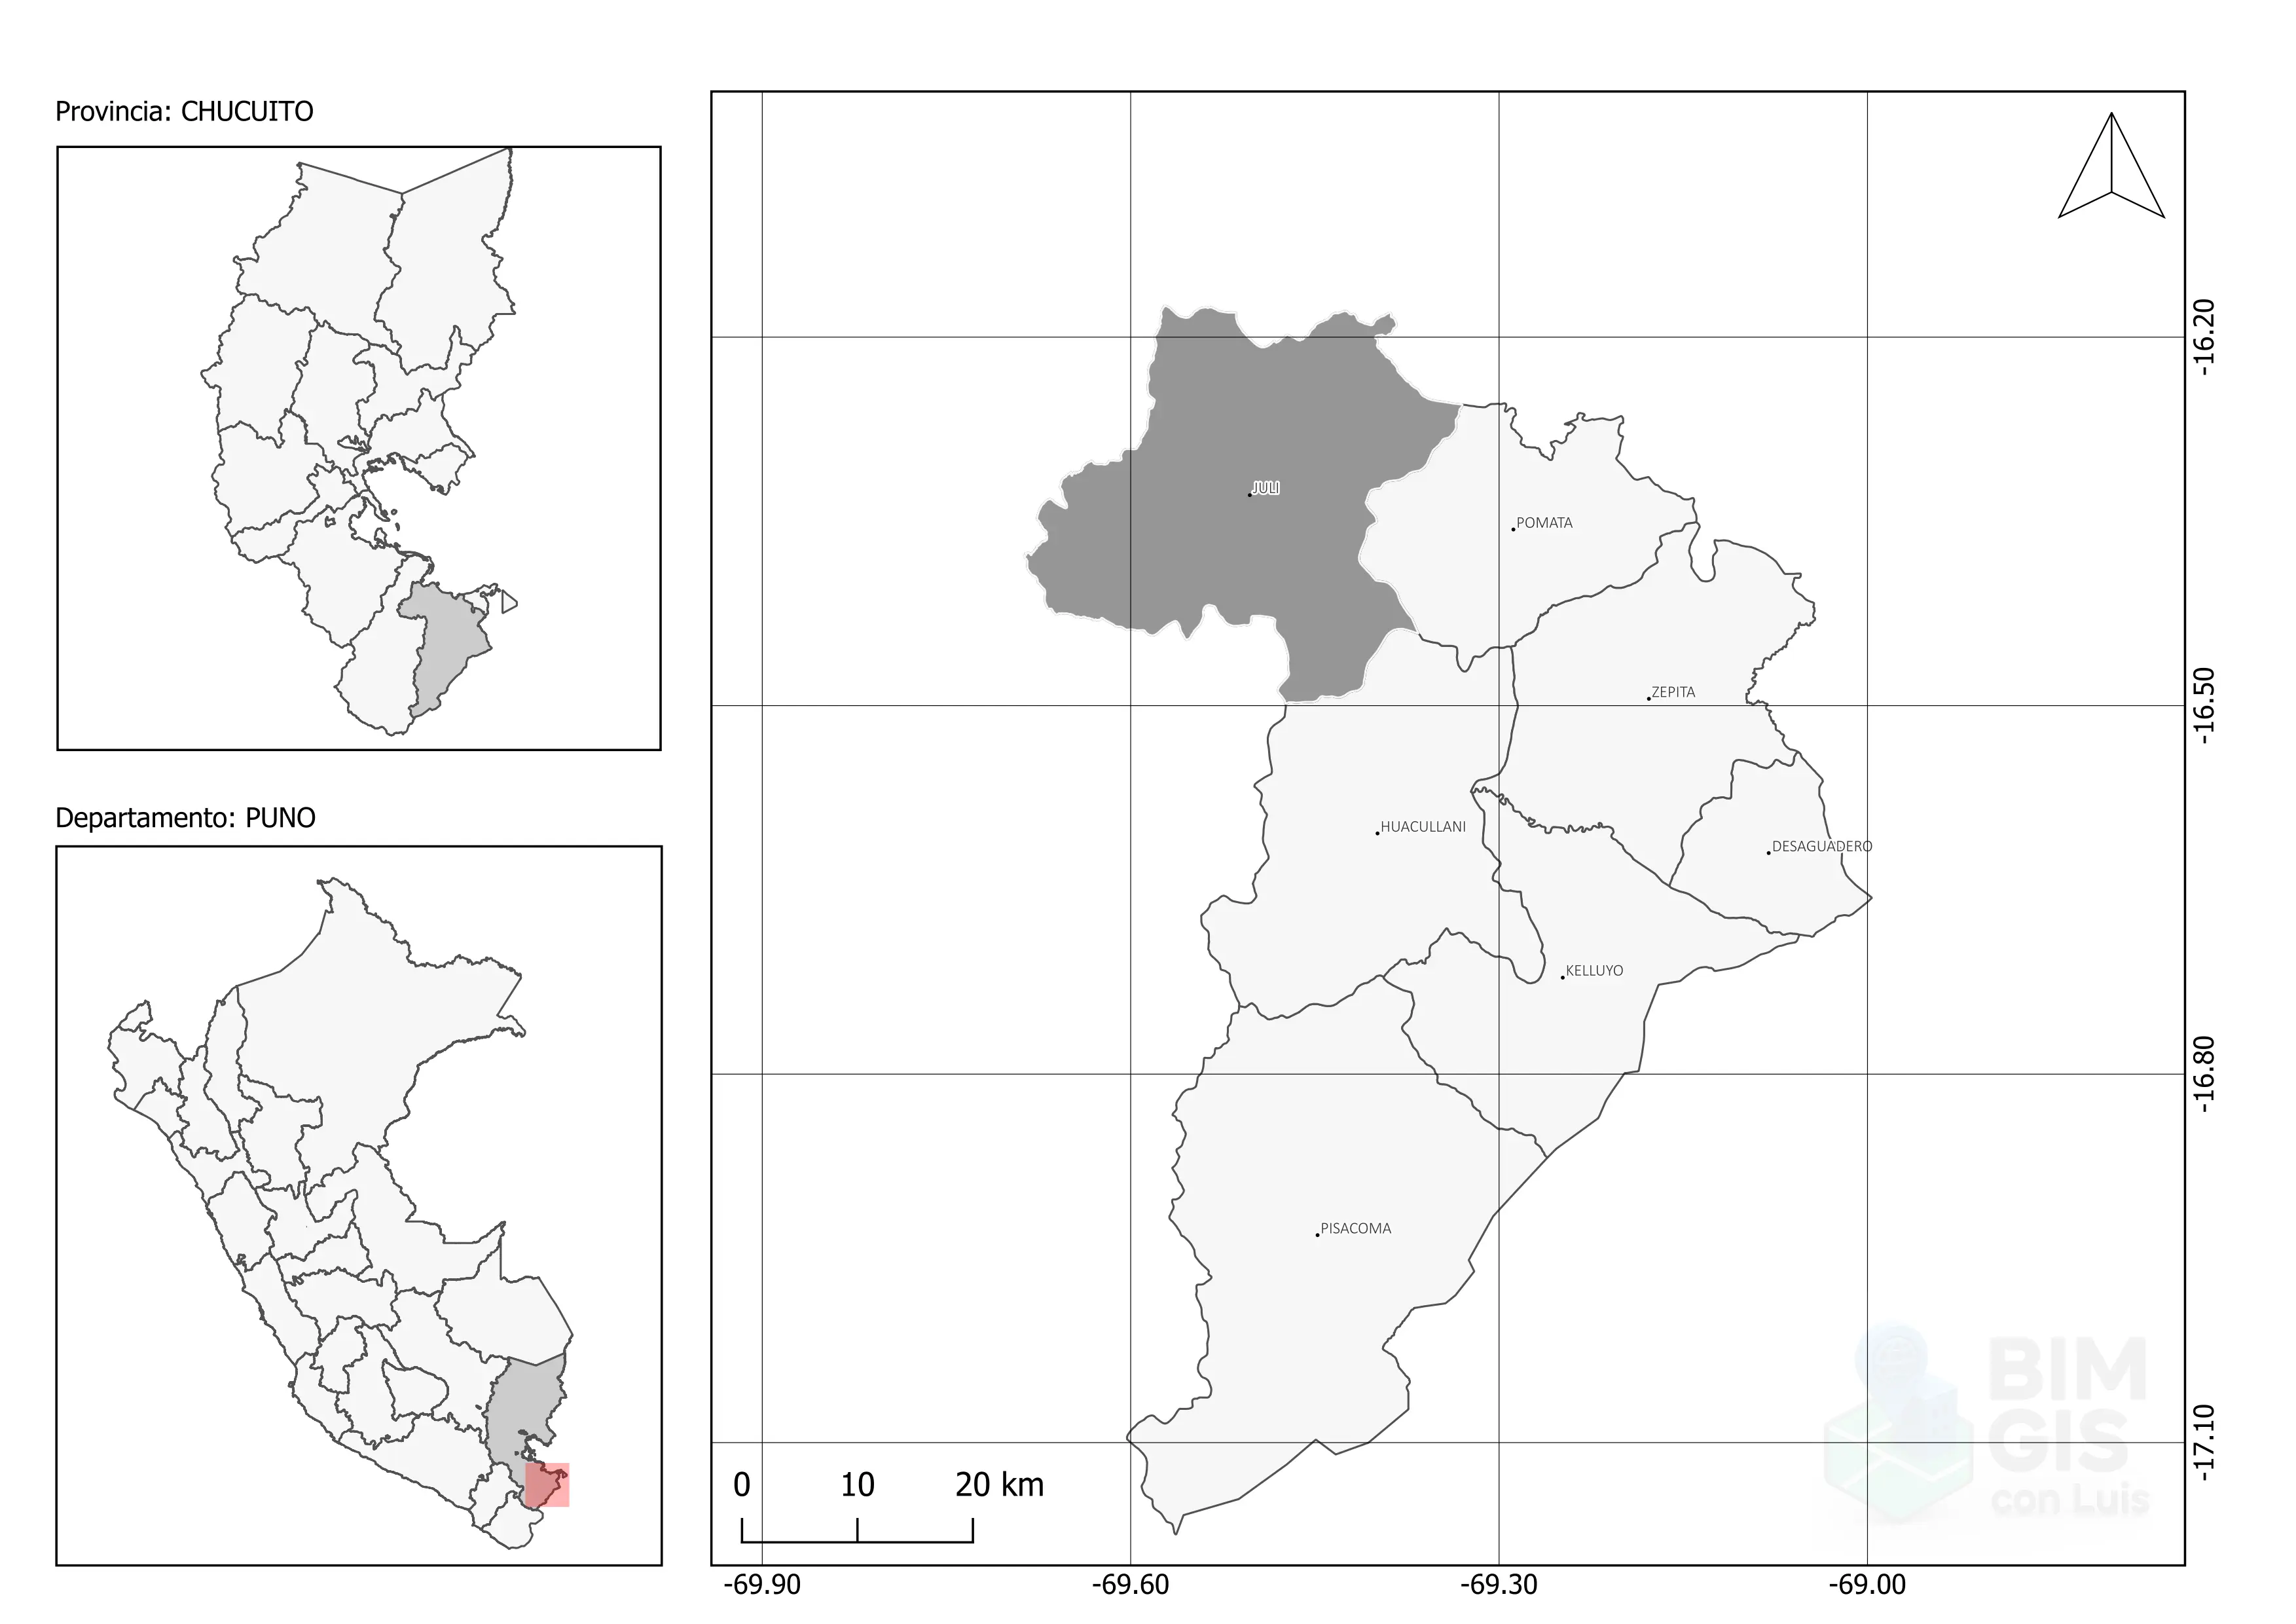 Provincia: CHUCUITO
Departamento: PUNO
JULI
POMATA
ZEPITA
HUACULLANI
DESAGUADERO
KELLUYO
PISACOMA
-16.20
-16.50
-16.80
-17.10
0 10 20 km
-69.90 -69.60 -69.30 -69.00
BIM
GIS
con Luis